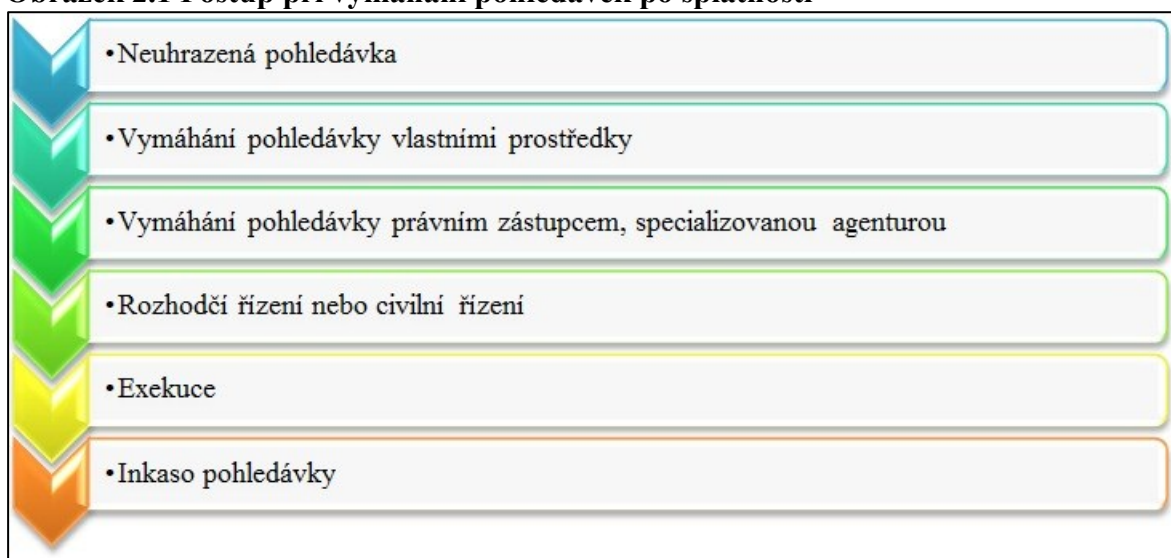 Obrázek 2.1 Postup při vymáhání pohledávek po splatnosti
•Neuhrazená pohledávka
•Vymáhání pohledávky vlastními prostředky
•Vymáhání pohledávky právním zástupcem, specializovanou agenturou
•Rozhodčí řízení nebo civilní řízení
•Exekuce
•Inkaso pohledávky